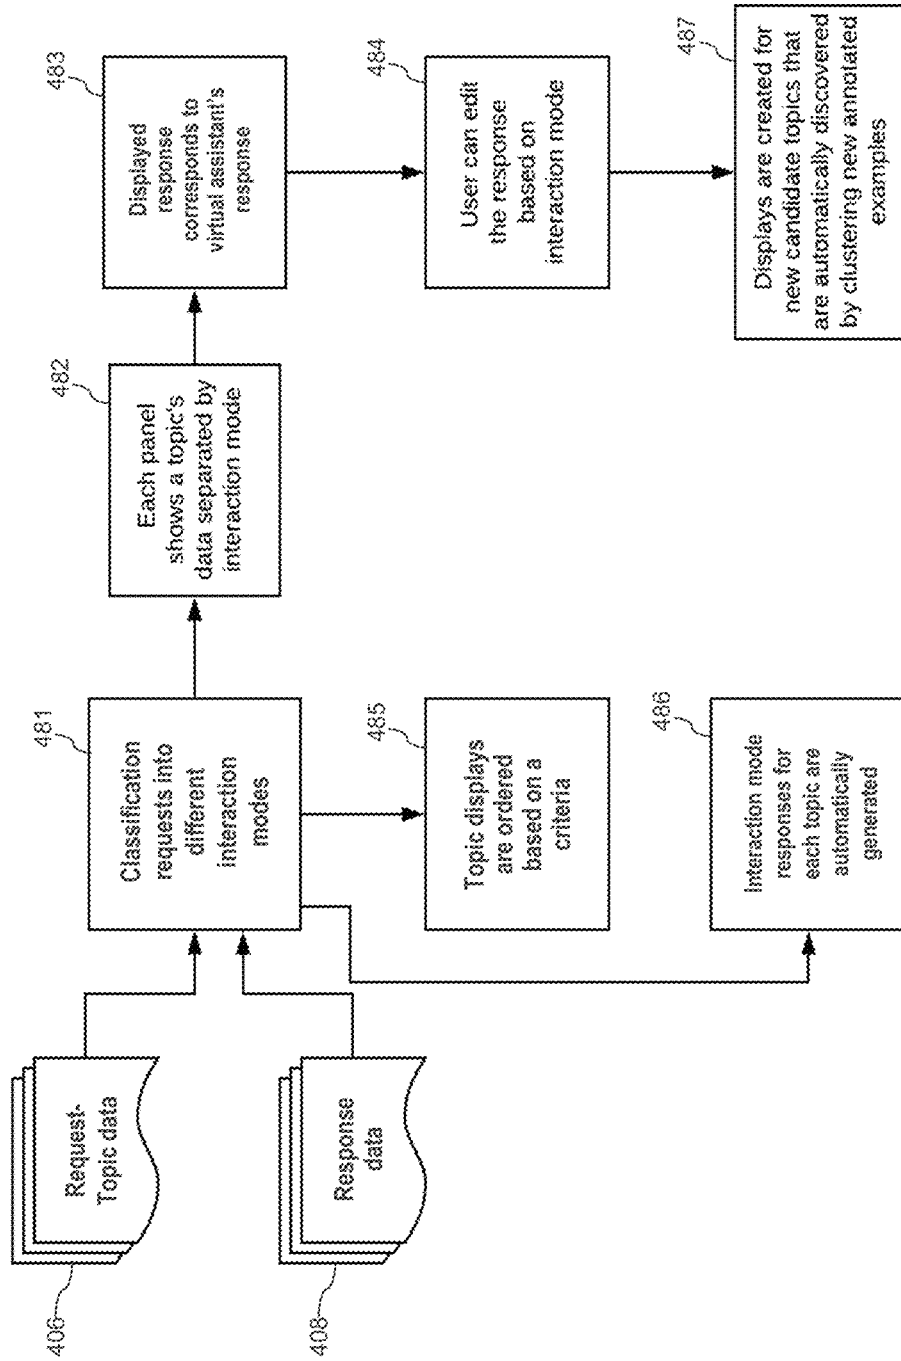 406
Request-
Topic data
408
Response
data
481
Classification
requests into
different
interaction
modes
482
Each panel
shows a topic's
data separated by
interaction mode
483
Displayed
response
corresponds to
virtual assistant's
response
484
User can edit
the response
based on
interaction mode
485
Topic displays
are ordered
based on a
criteria
486
Interaction mode
responses for
each topic are
automatically
generated
487
Displays are created for
new candidate topics that
are automatically discovered
by clustering new annotated
examples